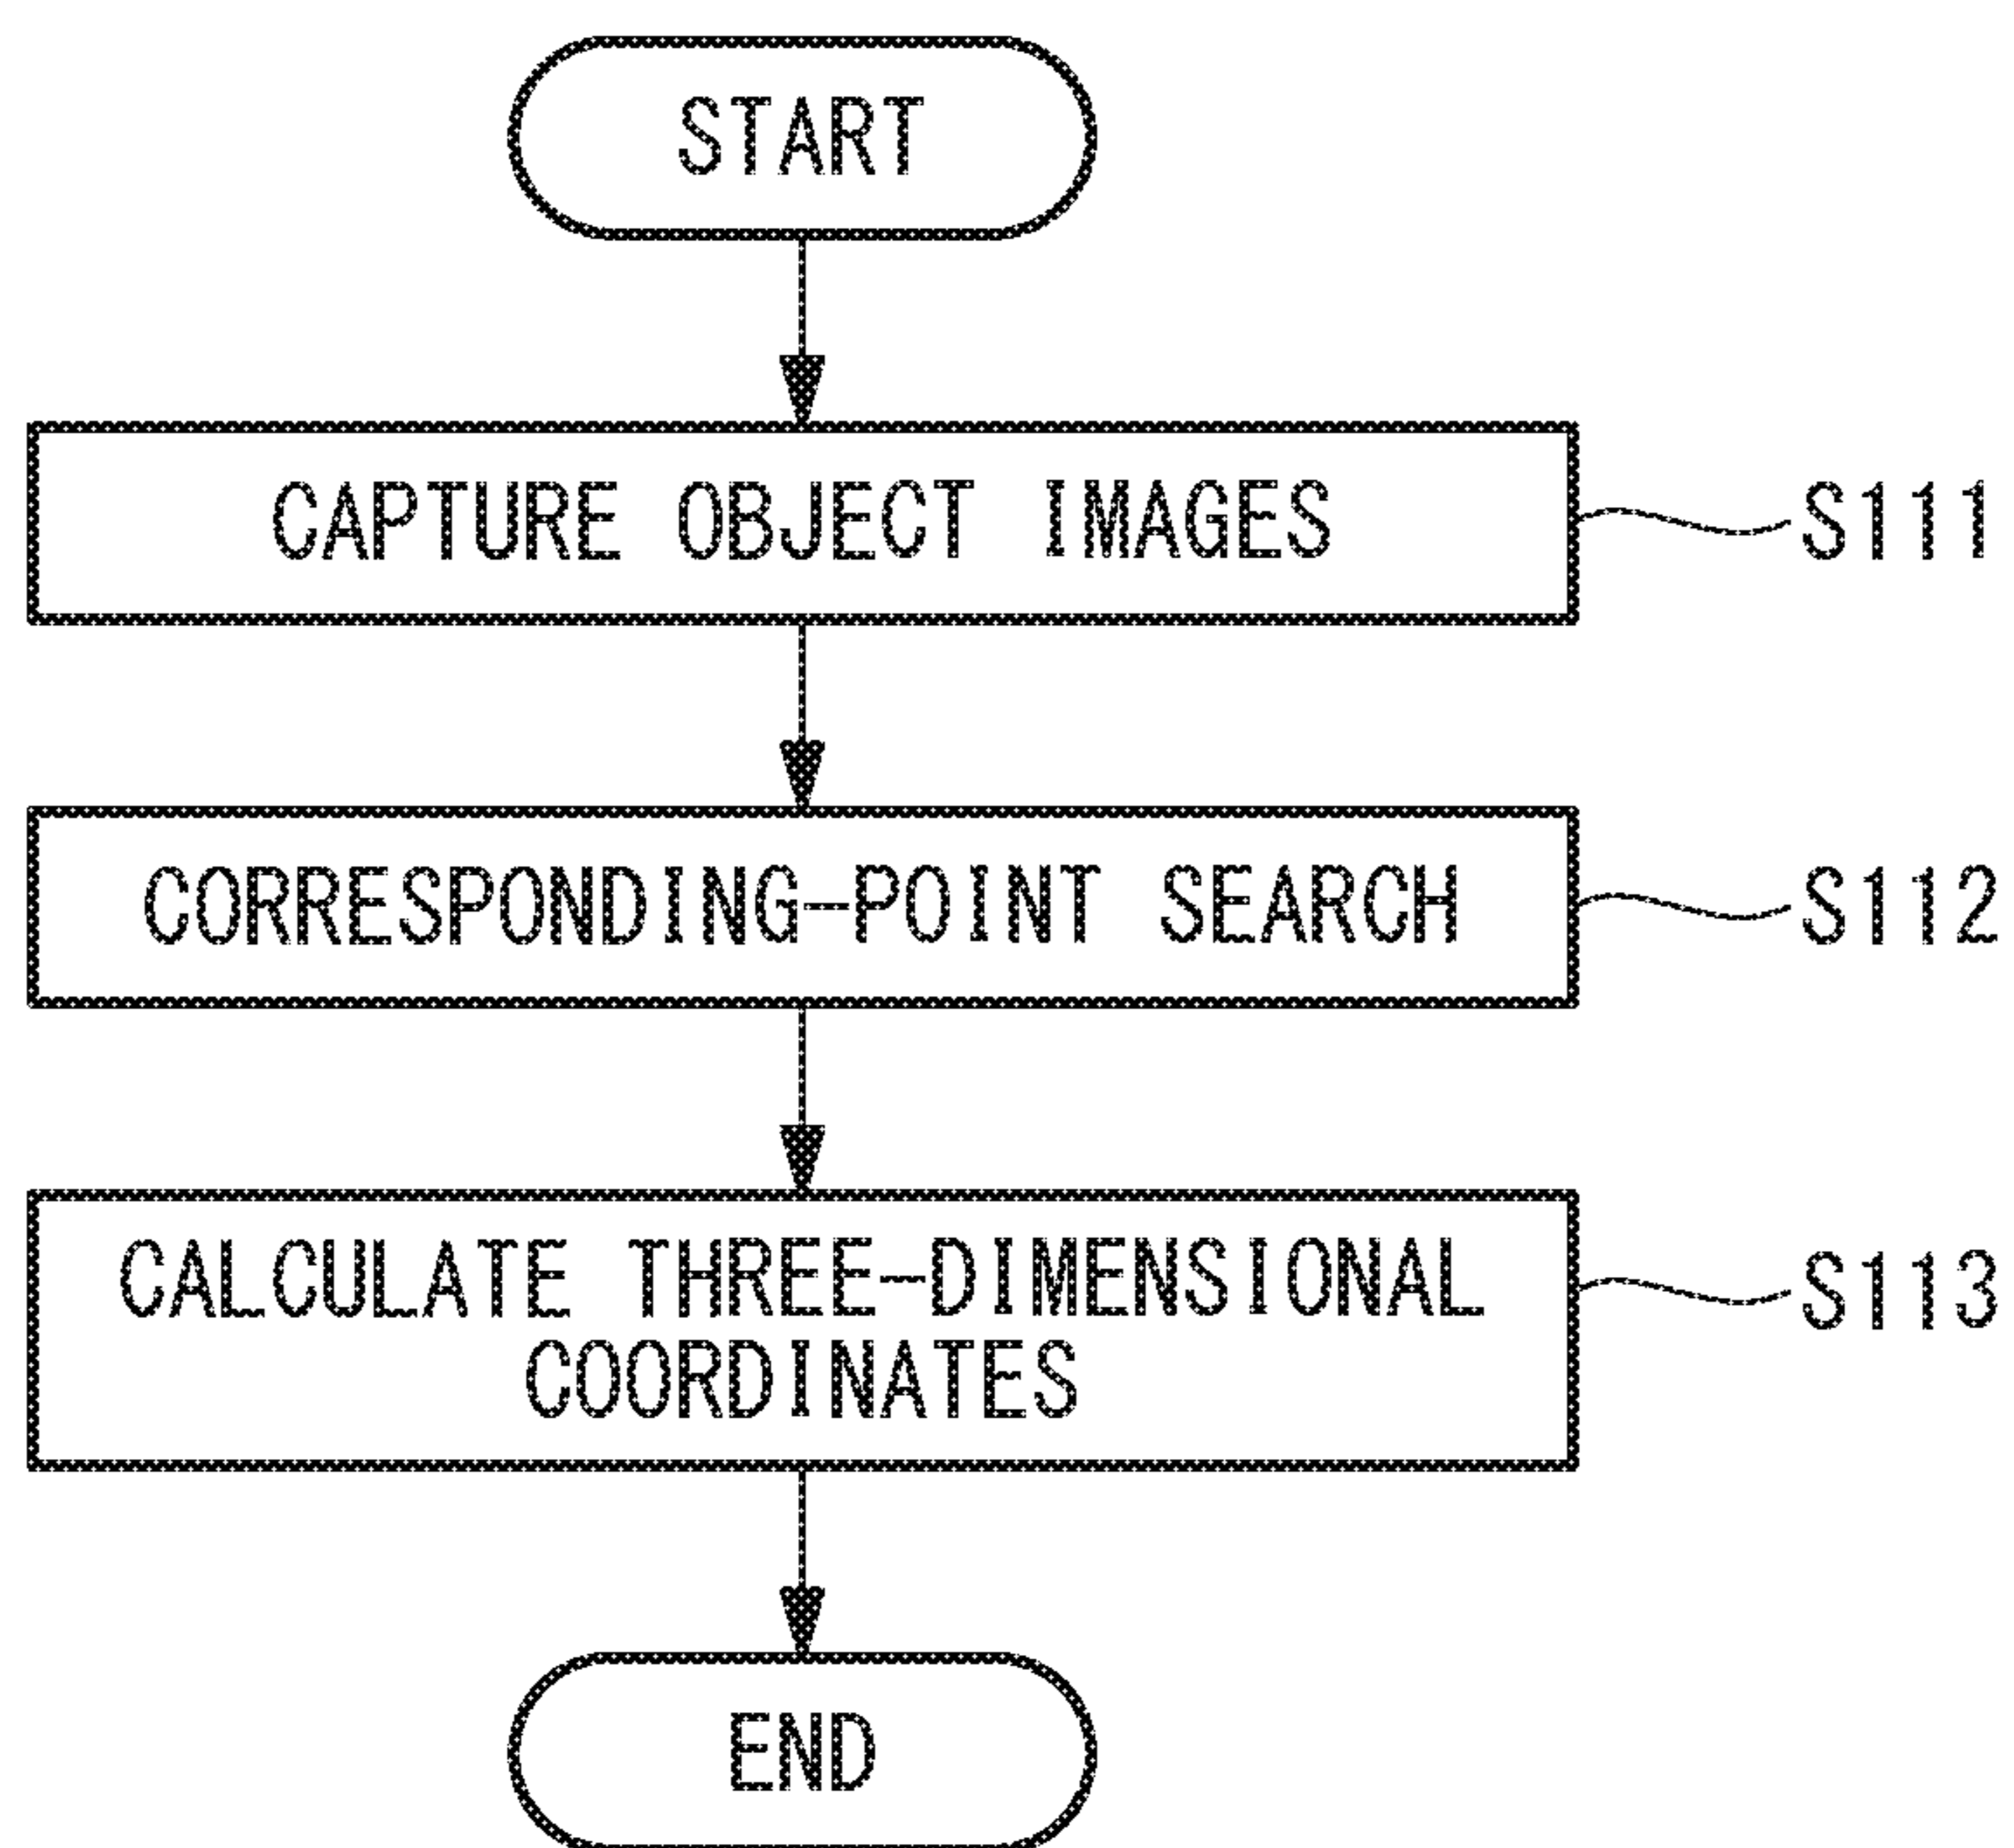 START
CAPTURE OBJECT IMAGES
S111
CORRESPONDING-POINT SEARCH
S112
CALCULATE THREE-DIMENSIONAL
COORDINATES
S113
END